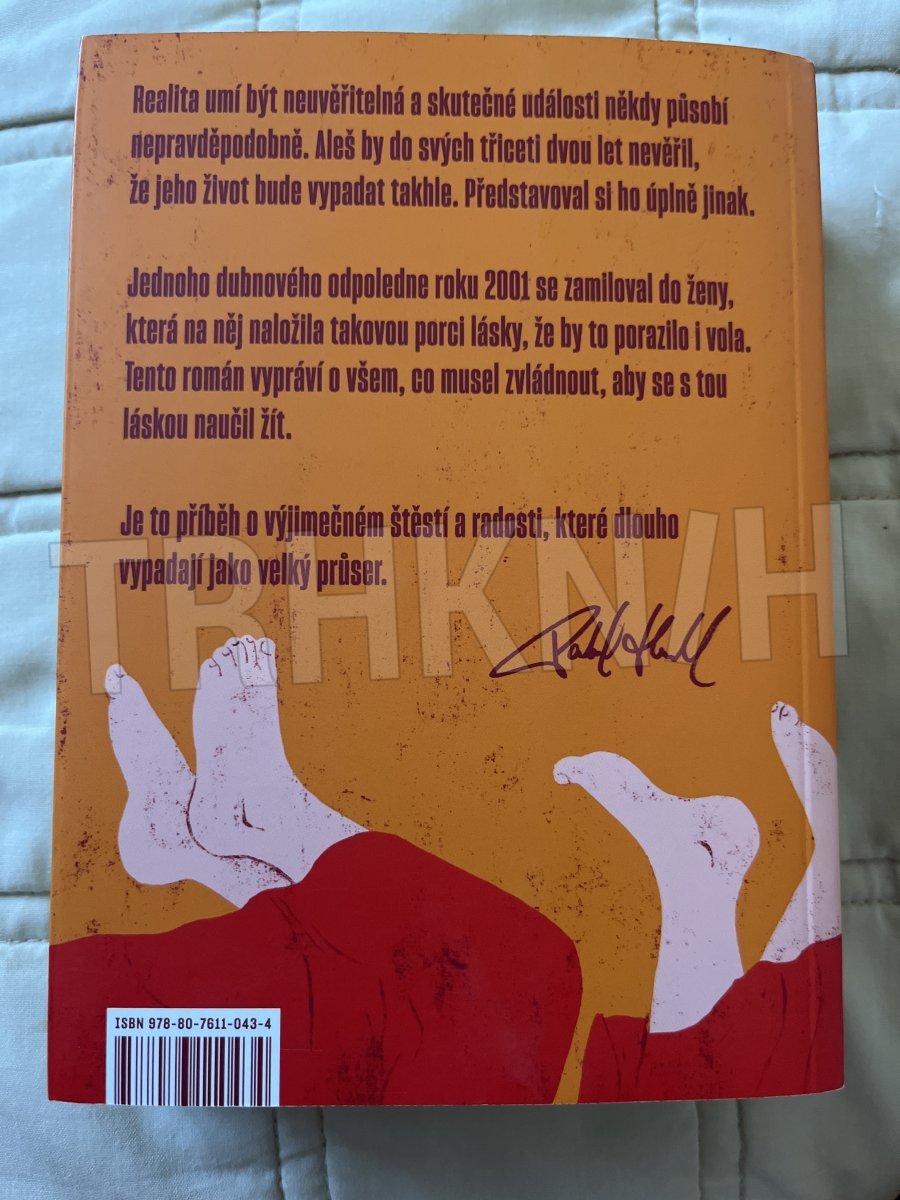 Realita umí být neuvěřitelná a skutečné události někdy působí
nepravděpodobně. Aleš by do svých třiceti dvou let nevěřil,
že jeho život bude vypadat takhle. Představoval si ho úplně jinak.
Jednoho dubnového odpoledne roku 2001 se zamiloval do ženy,
která na něj naložila takovou porci lásky, že by to porazilo i vola.
Tento román vypráví o všem, co musel zvládnout, aby se s tou
láskou naučil žít.
Je to příběh o výjimečném štěstí a radosti, které dlouho
vypadají jako velký průser.
TRHKN/H
ISBN 978-80-7611-043-4